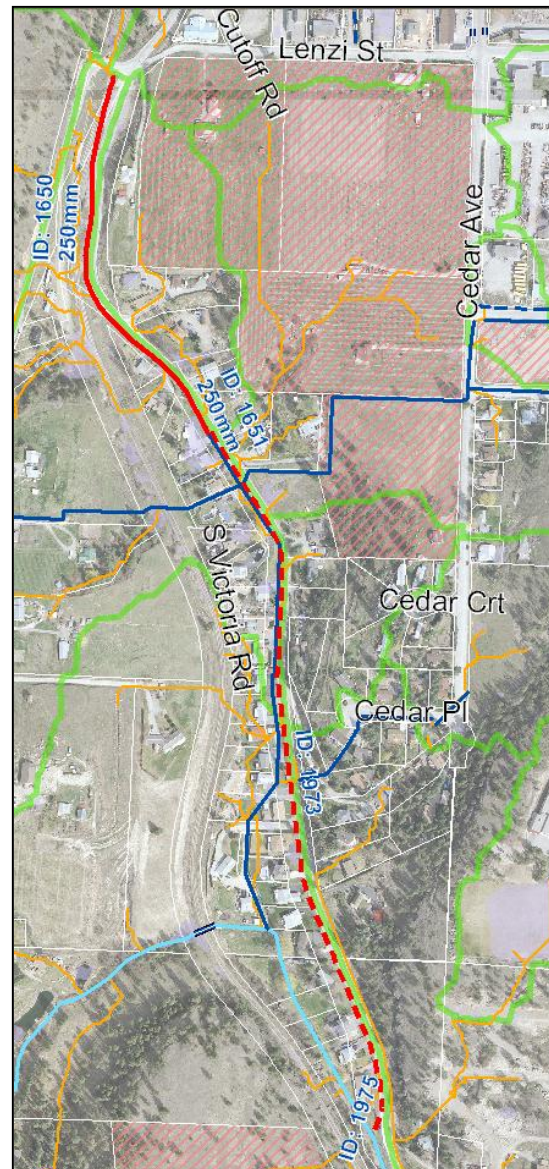 Lenzi St
Cutoff Rd
ID: 1650
250mm
Cedar Ave
ID: 1651
250mm
S Victoria Rd
Cedar Crt
Cedar Pl
ID: 1973
ID: 1975